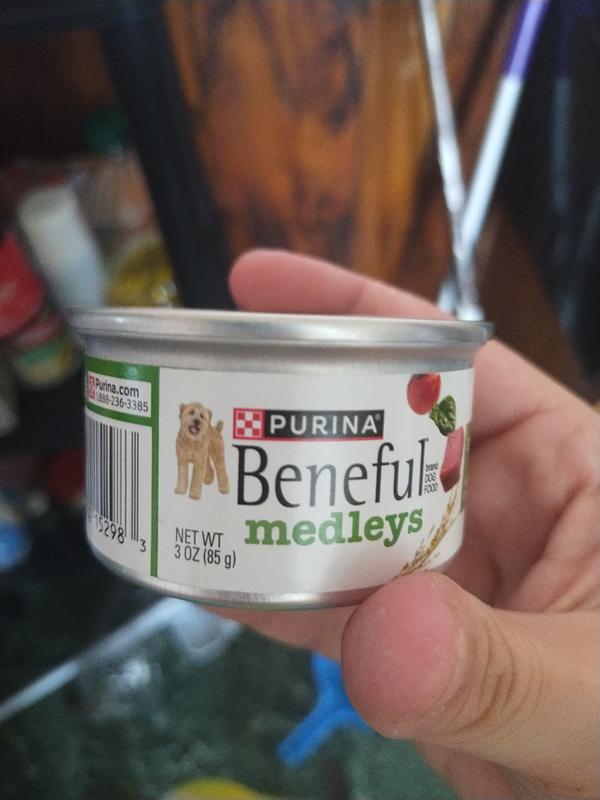 Purina.com
1.888-236-3385
15298 3
PURINA®
Beneful
brand
DOG
FOOD
medleys
NET WT
3 OZ (85 g)